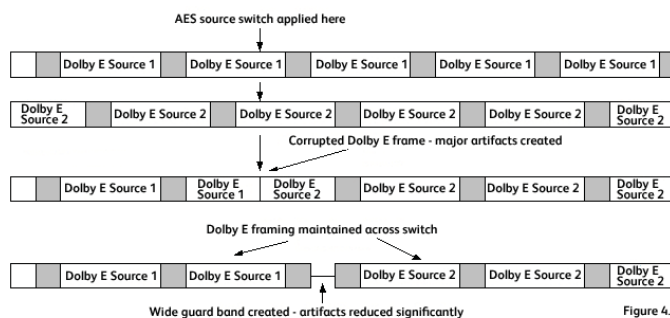 AES source switch applied here
Dolby E Source 1 Dolby E Source 1 Dolby E Source 1 Dolby E Source 1 Dolby E Source 1
Dolby E Source 2 Dolby E Source 2 Dolby E Source 2 Dolby E Source 2 Dolby E Source 2 Dolby E Source 2
Corrupted Dolby E frame - major artifacts created
Dolby E Source 1 Dolby E Source 1 Dolby E Source 2 Dolby E Source 2 Dolby E Source 2 Dolby E Source 2
Dolby E framing maintained across switch
Dolby E Source 1 Dolby E Source 1 Dolby E Source 2 Dolby E Source 2 Dolby E Source 2
Wide guard band created - artifacts reduced significantly
Figure 4.